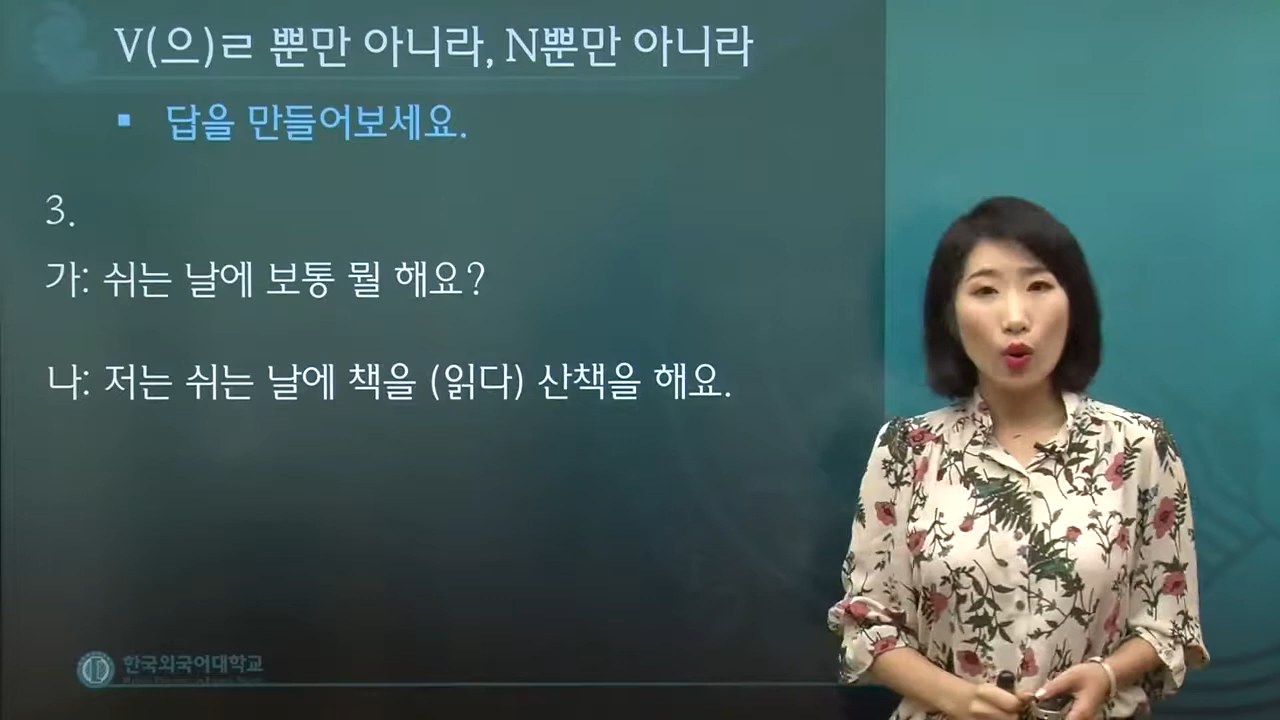 V(으)ㄹ 뿐만 아니라, N뿐만 아니라
▪ 답을 만들어보세요.
3.
가: 쉬는 날에 보통 뭘 해요?
나: 저는 쉬는 날에 책을 (읽다) 산책을 해요.
한국외국어대학교